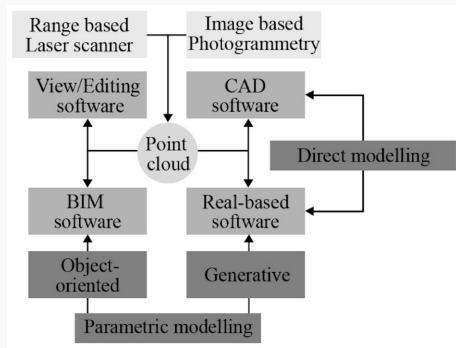 Range based
Laser scanner
Image based
Photogrammetry
View/Editing
software
CAD
software
Point
cloud
Direct modelling
BIM
software
Real-based
software
Object-
oriented
Generative
Parametric modelling